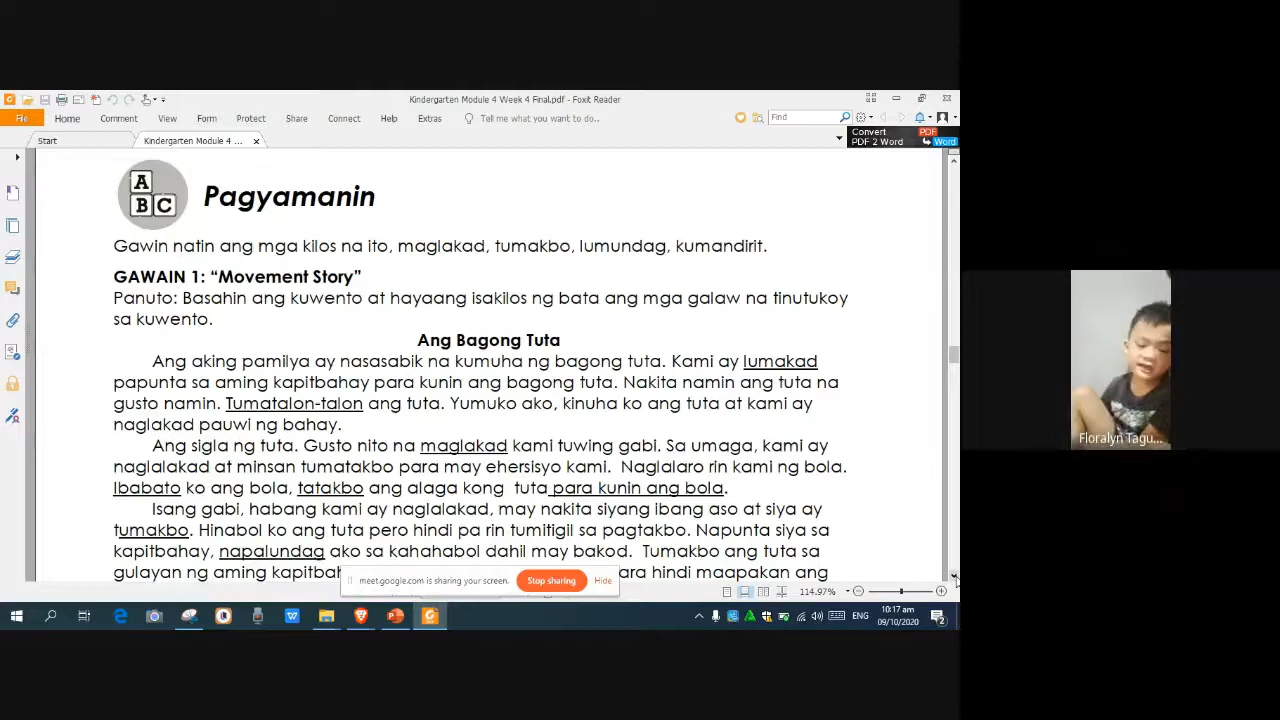 Kindergarten Module 4 Week 4 Final.pdf - Foxit Reader
File Home Comment View Form Protect Share Connect Help Extras Tell me what you want to do.. Find
Start Kindergarten Module 4 ...
Convert PDF
PDF 2 Word Word
A
B C
Pagyamanin
Gawin natin ang mga kilos na ito, maglakad, tumakbo, lumundag, kumandirit.
GAWAIN 1: “Movement Story”
Panuto: Basahin ang kuwento at hayaang isakilos ng bata ang mga galaw na tinutukoy
sa kuwento.
Ang Bagong Tuta
Ang aking pamilya ay nasasabik na kumuha ng bagong tuta. Kami ay lumakad
papunta sa aming kapitbahay para kunin ang bagong tuta. Nakita namin ang tuta na
gusto namin. Tumatalon-talon ang tuta. Yumuko ako, kinuha ko ang tuta at kami ay
naglakad pauwi ng bahay.
Ang sigla ng tuta. Gusto nito na maglakad kami tuwing gabi. Sa umaga, kami ay
naglalakad at minsan tumatakbo para may ehersisyo kami. Naglalaro rin kami ng bola.
Ibabato ko ang bola, tatakbo ang alaga kong tuta para kunin ang bola.
Isang gabi, habang kami ay naglalakad, may nakita siyang ibang aso at siya ay
tumakbo. Hinabol ko ang tuta pero hindi pa rin tumitigil sa pagtakbo. Napunta siya sa
kapitbahay, napalundag ako sa kahahabol dahil may bakod. Tumakbo ang tuta sa
gulayan ng aming hindi maapakan ang
meet.google.com is sharing your screen. Stop sharing Hide
114.97%
ENG
10:17 am
09/10/2020
2
Floralyn Tagu...